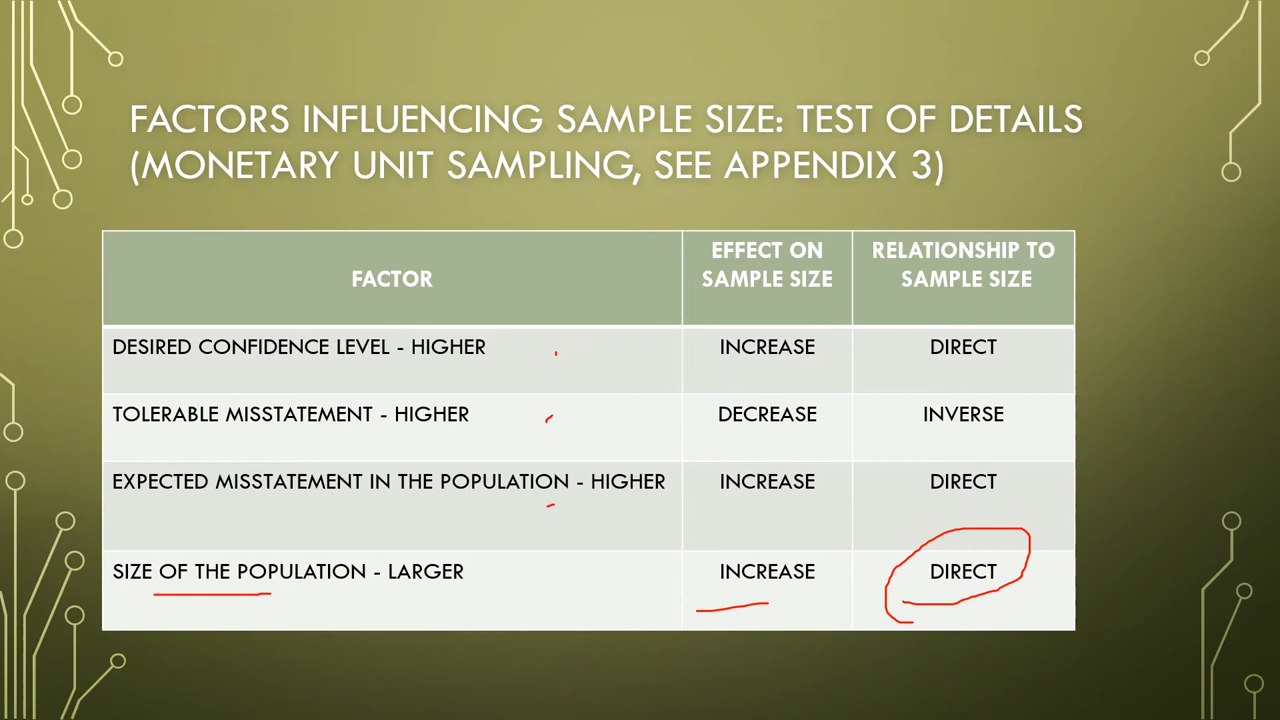 FACTORS INFLUENCING SAMPLE SIZE: TEST OF DETAILS
(MONETARY UNIT SAMPLING, SEE APPENDIX 3)
FACTOR
EFFECT ON
SAMPLE SIZE
RELATIONSHIP TO
SAMPLE SIZE
DESIRED CONFIDENCE LEVEL - HIGHER
INCREASE
DIRECT
TOLERABLE MISSTATEMENT - HIGHER
DECREASE
INVERSE
EXPECTED MISSTATEMENT IN THE POPULATION - HIGHER
INCREASE
DIRECT
SIZE OF THE POPULATION - LARGER
INCREASE
DIRECT